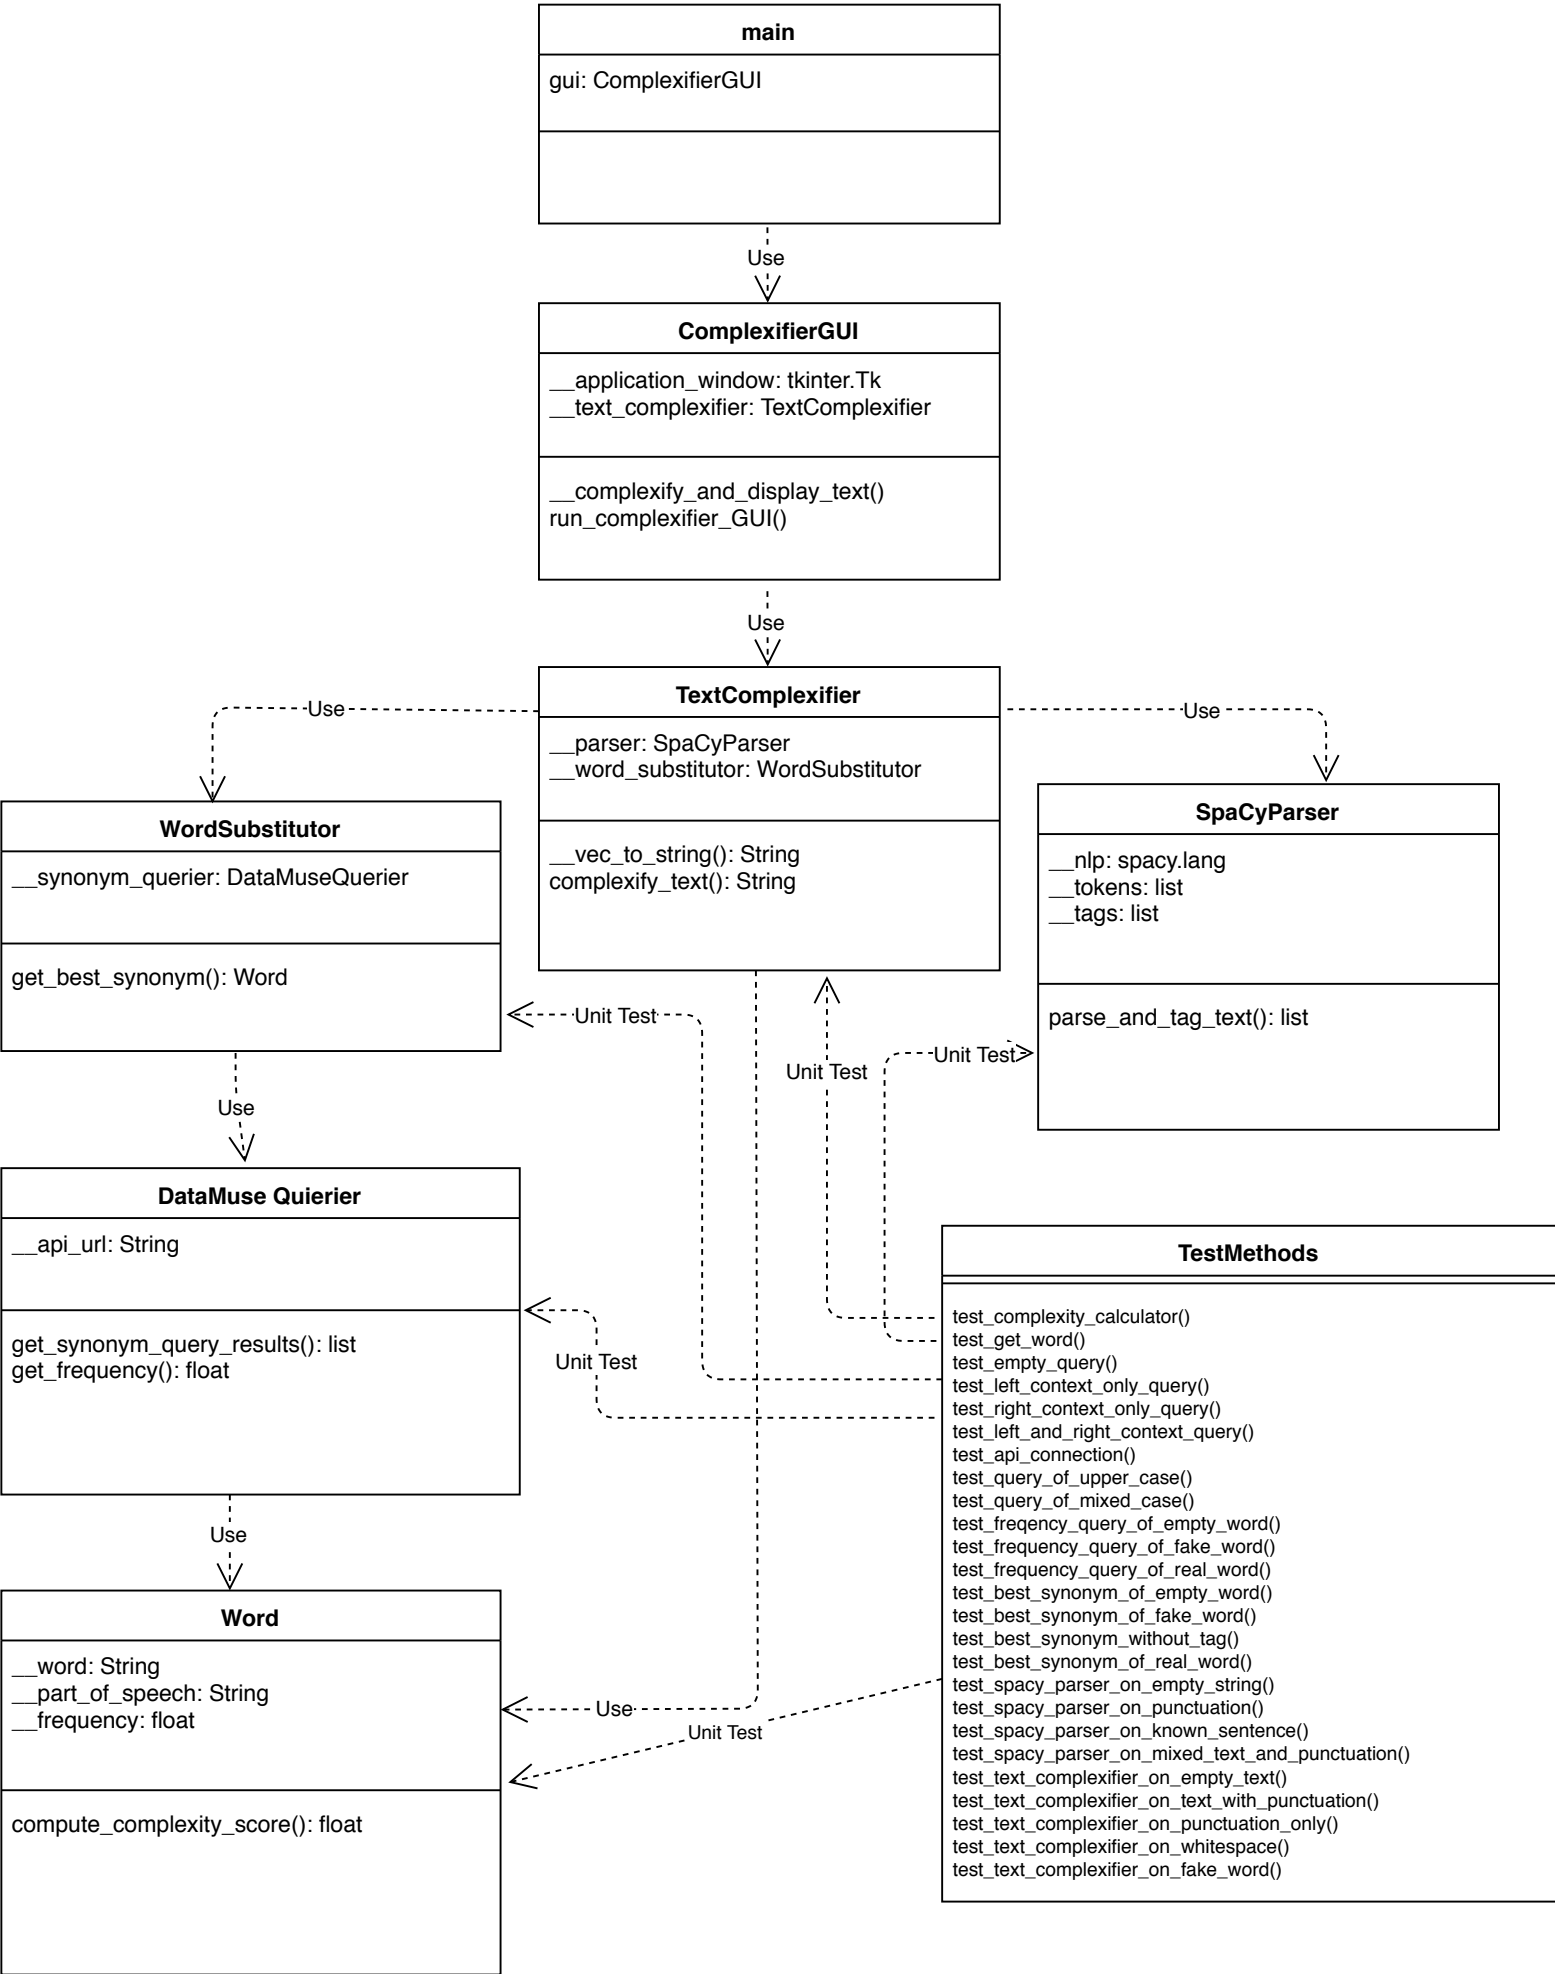 main
gui: ComplexifierGUI
Use
ComplexifierGUI
__application_window: tkinter.Tk
__text_complexifier: TextComplexifier
__complexify_and_display_text()
run_complexifier_GUI()
Use
TextComplexifier
__parser: SpaCyParser
__word_substitutor: WordSubstitutor
__vec_to_string(): String
complexify_text(): String
Use
Use
WordSubstitutor
__synonym_querier: DataMuseQuerier
get_best_synonym(): Word
SpaCyParser
__nlp: spacy.lang
__tokens: list
__tags: list
parse_and_tag_text(): list
Unit Test
Unit Test
Unit Test
Use
DataMuse Quierier
__api_url: String
get_synonym_query_results(): list
get_frequency(): float
Unit Test
Use
Word
__word: String
__part_of_speech: String
__frequency: float
compute_complexity_score(): float
Use
Unit Test
TestMethods
test_complexity_calculator()
test_get_word()
test_empty_query()
test_left_context_only_query()
test_right_context_only_query()
test_left_and_right_context_query()
test_api_connection()
test_query_of_upper_case()
test_query_of_mixed_case()
test_freqency_query_of_empty_word()
test_frequency_query_of_fake_word()
test_frequency_query_of_real_word()
test_best_synonym_of_empty_word()
test_best_synonym_of_fake_word()
test_best_synonym_without_tag()
test_best_synonym_of_real_word()
test_spacy_parser_on_empty_string()
test_spacy_parser_on_punctuation()
test_spacy_parser_on_known_sentence()
test_spacy_parser_on_mixed_text_and_punctuation()
test_text_complexifier_on_empty_text()
test_text_complexifier_on_text_with_punctuation()
test_text_complexifier_on_punctuation_only()
test_text_complexifier_on_whitespace()
test_text_complexifier_on_fake_word()